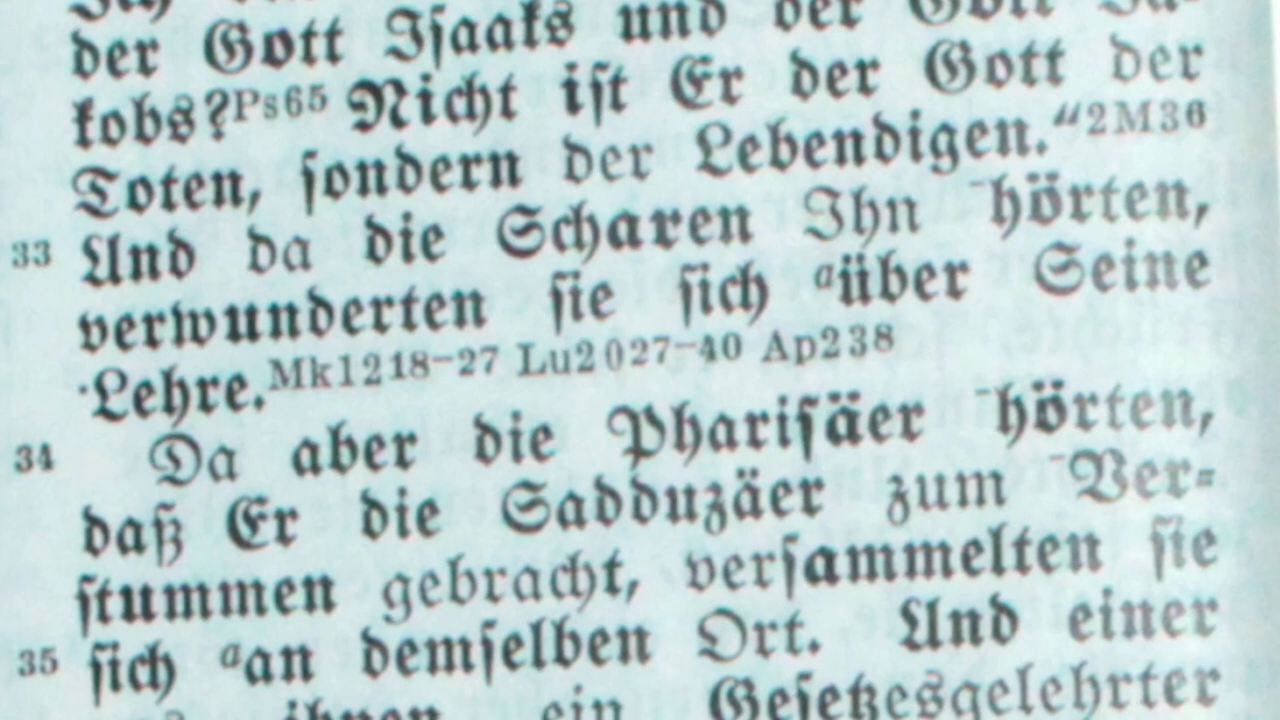 der Gott Iſaaks und der Gott Ja-
kobs?Ps65 Nicht iſt Er der Gott der
Toten, ſondern der Lebendigen.“2M36
33 Und da die Scharen Ihn ¯hörten,
verwunderten ſie ſich ᵃüber Seine
·Lehre.Mk1218–27 Lu2027–40 Ap238
34 Da aber die Phariſäer ¯hörten,
daß Er die Sadduzäer zum ¯Ver-
ſtummen gebracht, verſammelten ſie
35 ſich ᵃan demſelben Ort. Und einer
ihnen ein Geſetzesgelehrter